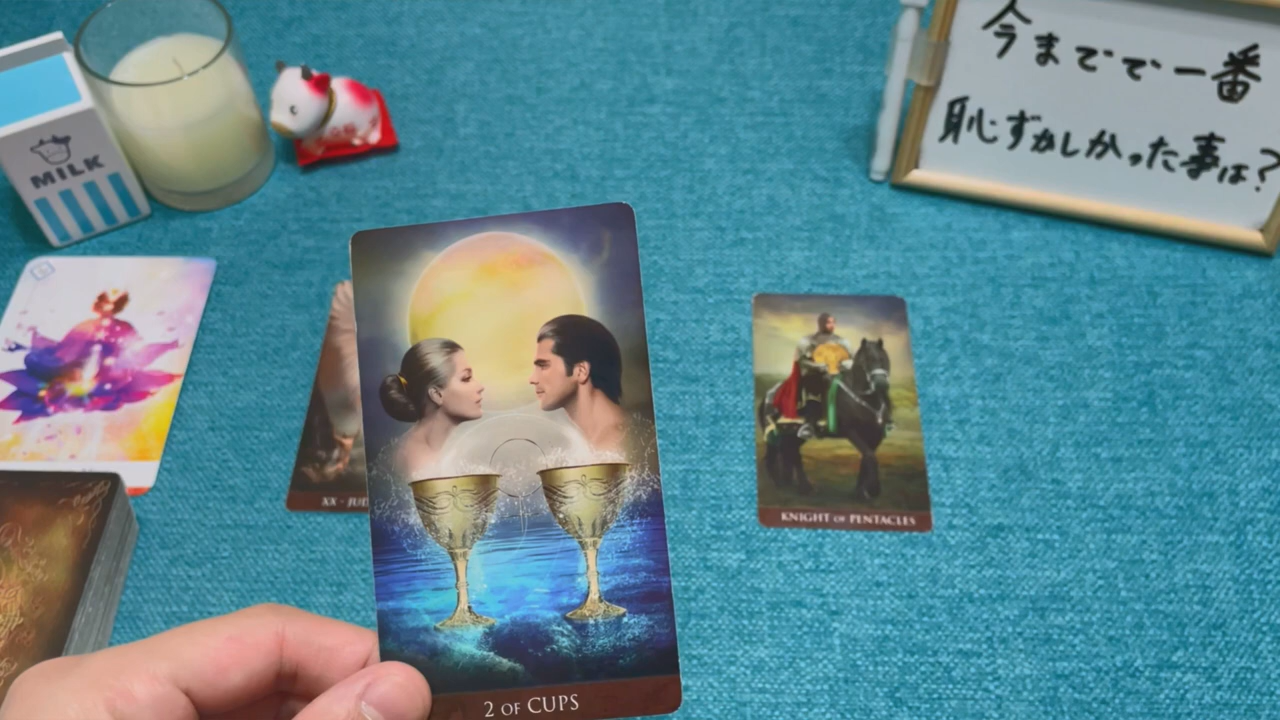 今までで一番
恥ずかしかった事は?
MILK
XX - JUD
KNIGHT OF PENTACLES
2 OF CUPS